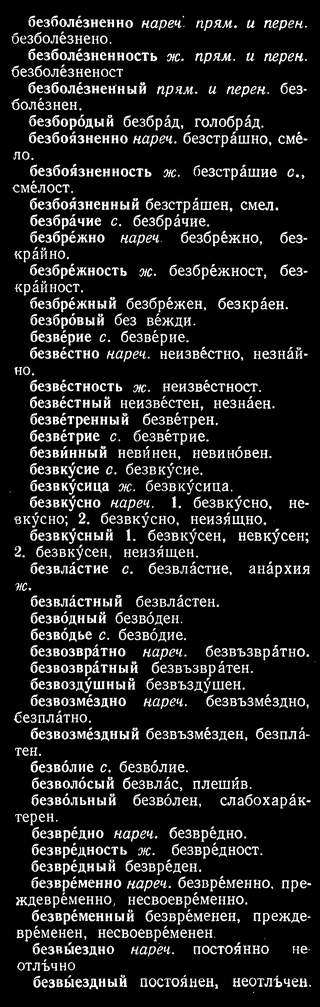 безболе́зненно нареч. прям. и перен.
безболе́знено.
безболе́зненность ж. прям. и перен.
безболе́зненост
безболе́зненный прям. и перен. без-
боле́знен.
безборо́дый безбра́д, голобра́д.
безбоя́зненно нареч. безстра́шно, сме́-
ло.
безбоя́зненность ж. безстра́шие с.,
сме́лост.
безбоя́зненный безстра́шен, смел.
безбра́чие с. безбра́чие.
безбре́жно нареч безбре́жно, без-
кра́йно.
безбре́жность ж. безбре́жност, без-
кра́йност.
безбре́жный безбре́жен, безкра́ен.
безбро́вый без ве́жди.
безве́рие с. безве́рие.
безве́стно нареч. неизве́стно, незна́й-
но.
безве́стность ж. неизве́стност.
безве́стный неизве́стен, незна́ен.
безве́тренный безве́трен.
безве́трие с. безве́трие.
безви́нный неви́нен, невино́вен.
безвку́сие с. безвку́сие.
безвку́сица ж. безвку́сица.
безвку́сно нареч. 1. безвку́сно, не-
вку́сно; 2. безвку́сно, неизя́щно.
безвку́сный 1. безвку́сен, невку́сен;
2. безвку́сен, неизя́щен.
безвла́стие с. безвла́стие, ана́рхия
ж.
безвла́стный безвла́стен.
безво́дный безво́ден.
безво́дье с. безво́дие.
безвозвра́тно нареч. безвъзвра́тно.
безвозвра́тный безвъзвра́тен.
безвозду́шный безвъзду́шен.
безвозме́здно нареч. безвъзме́здно,
безпла́тно.
безвозме́здный безвъзме́зден, безпла́-
тен.
безво́лие с. безво́лие.
безволо́сый безвла́с, плеши́в.
безво́льный безво́лен, слабохара́к-
терен.
безвре́дно нареч. безвре́дно.
безвре́дность ж. безвре́дност.
безвре́дный безвре́ден.
безвре́менно нареч. безвре́менно, пре-
ждевре́менно, несвоевре́менно.
безвре́менный безвре́менен, прежде-
вре́менен, несвоевре́менен
безвы́ездно нареч. постоя́нно не-
отлъ́чно
безвы́ездный постоя́нен, неотлъ́чен.